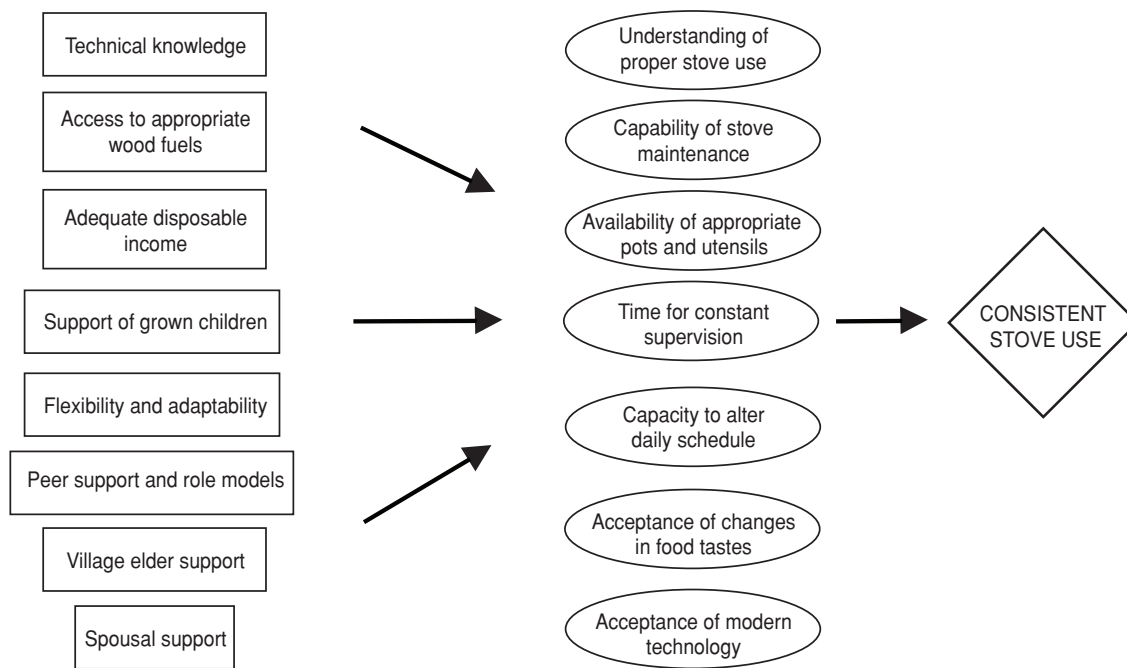 Technical knowledge
Access to appropriate
wood fuels
Adequate disposable
income
Support of grown children
Flexibility and adaptability
Peer support and role models
Village elder support
Spousal support
Understanding of
proper stove use
Capability of stove
maintenance
Availability of appropriate
pots and utensils
Time for constant
supervision
Capacity to alter
daily schedule
Acceptance of changes
in food tastes
Acceptance of modern
technology
CONSISTENT
STOVE USE